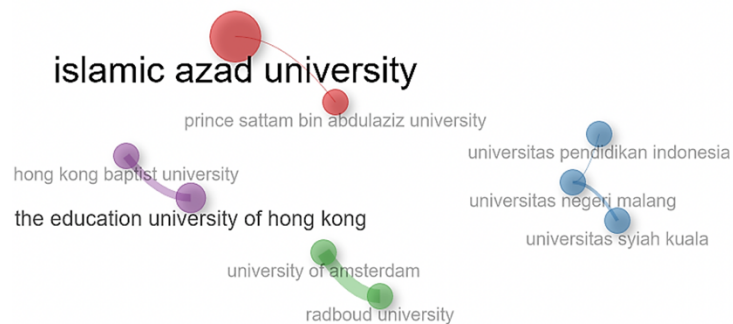 islamic azad university
prince sattam bin abdulaziz university
universitas pendidikan indonesia
hong kong baptist university
universitas negeri malang
the education university of hong kong
universitas syiah kuala
university of amsterdam
radboud university